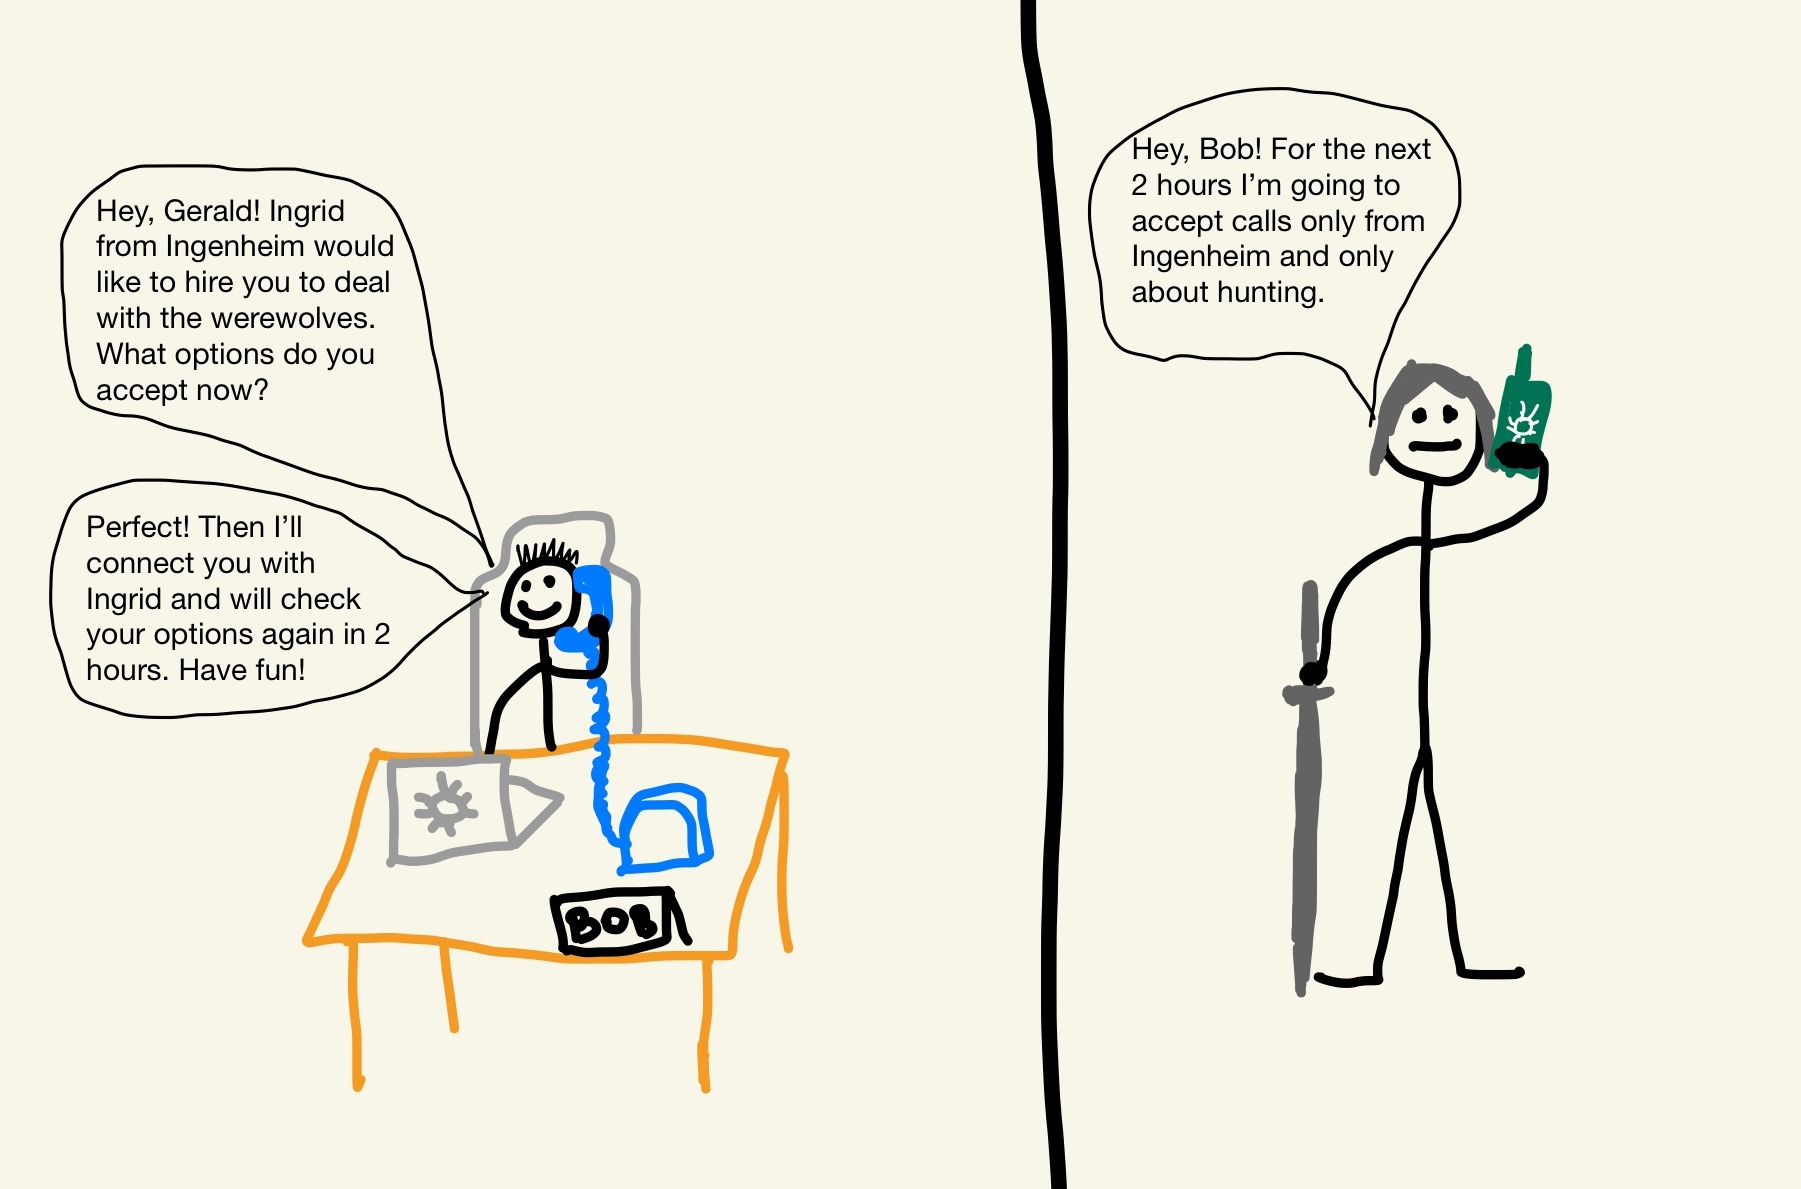 Hey, Gerald! Ingrid
from Ingenheim would
like to hire you to deal
with the werewolves.
What options do you
accept now?
Hey, Bob! For the next
2 hours I’m going to
accept calls only from
Ingenheim and only
about hunting.
Perfect! Then I’ll
connect you with
Ingrid and will check
your options again in 2
hours. Have fun!
BOB